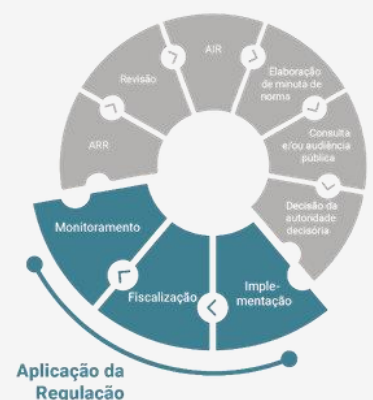 AIR
Elaboração
de minuta de
norma
Consulta
e/ou audiência
pública
Decisão da
autoridade
decisória
Imple-
mentação
Fiscalização
Monitoramento
ARR
Revisão
Aplicação da
Regulação